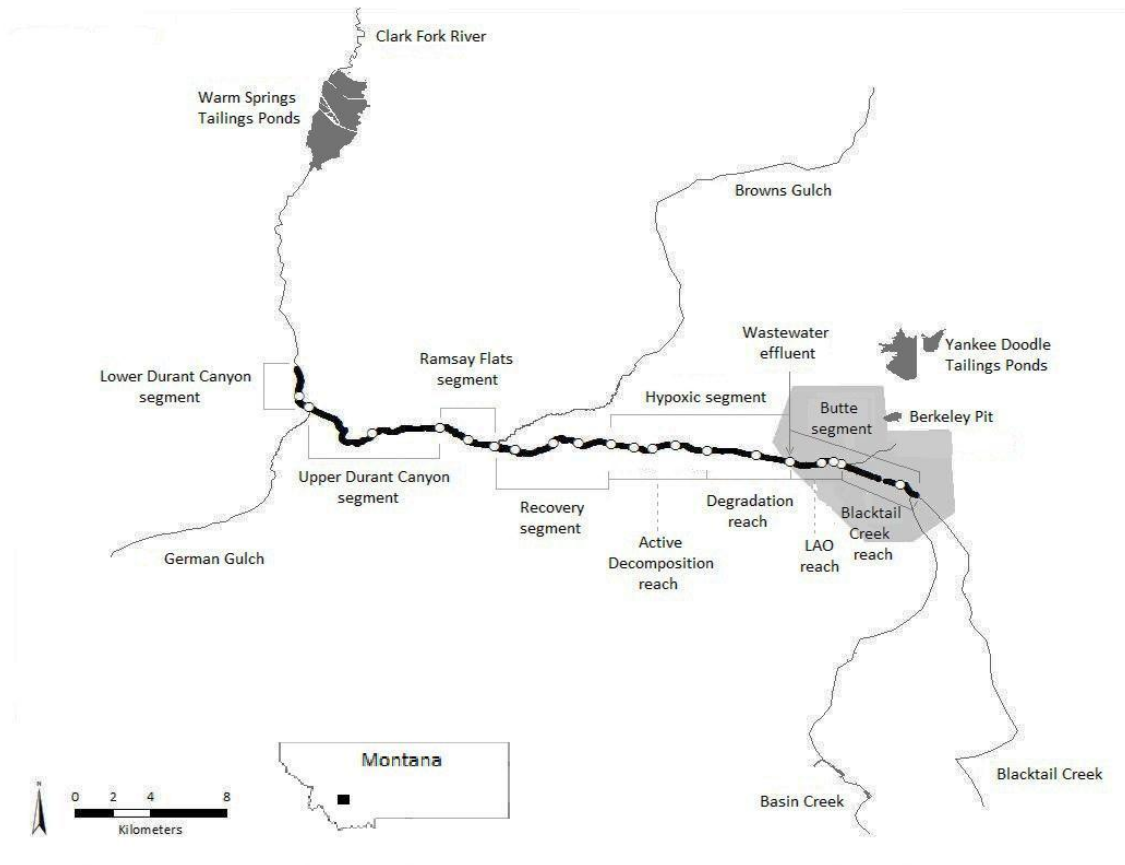 Clark Fork River
Warm Springs
Tailings Ponds
Browns Gulch
Wastewater
effluent
Yankee Doodle
Tailings Ponds
Ramsay Flats
segment
Lower Durant Canyon
segment
Hypoxic segment
Butte
segment
Berkeley Pit
Upper Durant Canyon
segment
Recovery
segment
Degradation
reach
Blacktail
Creek
reach
Active
Decomposition
reach
LAO
reach
German Gulch
Montana
Blacktail Creek
Basin Creek
N
0 2 4 8
Kilometers